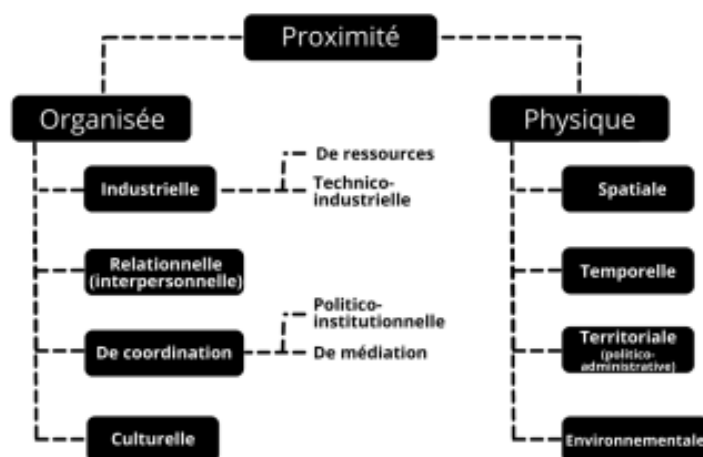 Proximité
Organisée
Physique
Industrielle
De ressources
Technico-
industrielle
Relationnelle
(interpersonnelle)
De coordination
Politico-
institutionnelle
De médiation
Culturelle
Spatiale
Temporelle
Territoriale
(politico-
administrative)
Environnementale